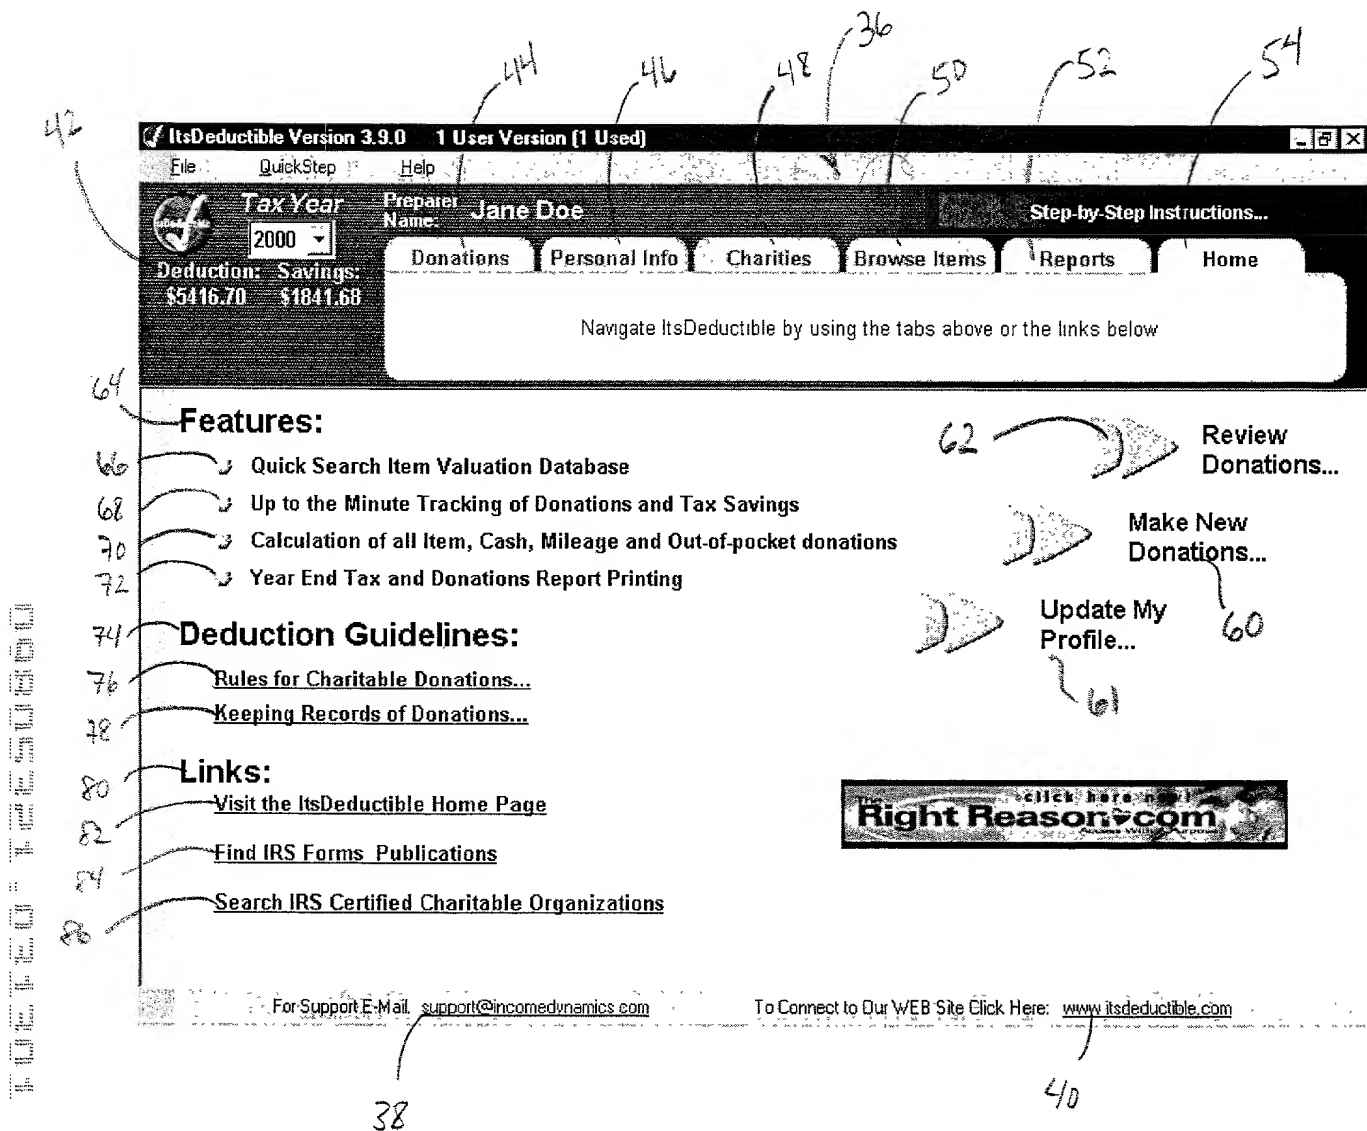 36
44 46 48 50 52 54
42
ItsDeductible Version 3.9.0 1 User Version (1 Used)
File QuickStep Help
Tax Year
2000
Preparer Name: Jane Doe
Step-by-Step Instructions...
Deduction: Savings:
$5416.70 $1841.68
Donations Personal Info Charities Browse Items Reports Home
Navigate ItsDeductible by using the tabs above or the links below
64
Features:
66 Quick Search Item Valuation Database
68 Up to the Minute Tracking of Donations and Tax Savings
70 Calculation of all Item, Cash, Mileage and Out-of-pocket donations
72 Year End Tax and Donations Report Printing
62
Review
Donations...
Make New
Donations...
60
Update My
Profile...
61
74 Deduction Guidelines:
76 Rules for Charitable Donations...
78 Keeping Records of Donations...
80 Links:
82 Visit the ItsDeductible Home Page
84 Find IRS Forms Publications
86 Search IRS Certified Charitable Organizations
click here now!
The
Right Reason.com
For Support E-Mail. support@incomedynamics.com
To Connect to Our WEB Site Click Here: www.itsdeductible.com
38
40